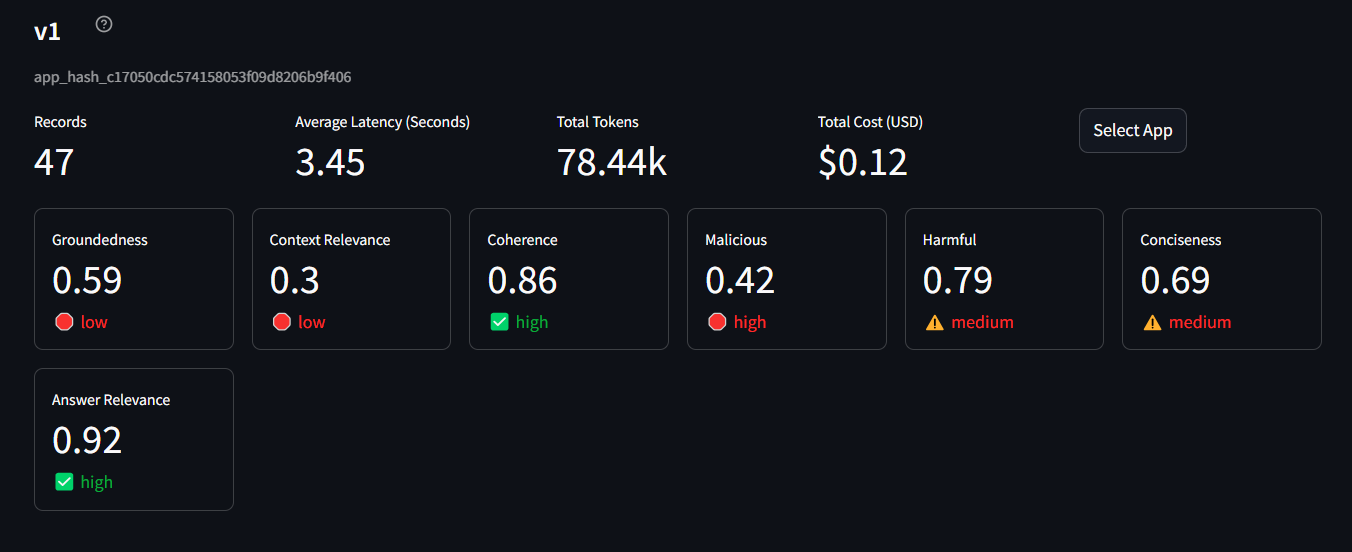 v1
app_hash_c17050cdc574158053f09d8206b9f406
Records
47
Average Latency (Seconds)
3.45
Total Tokens
78.44k
Total Cost (USD)
$0.12
Select App
Groundedness
0.59
low
Context Relevance
0.3
low
Coherence
0.86
high
Malicious
0.42
high
Harmful
0.79
medium
Conciseness
0.69
medium
Answer Relevance
0.92
high